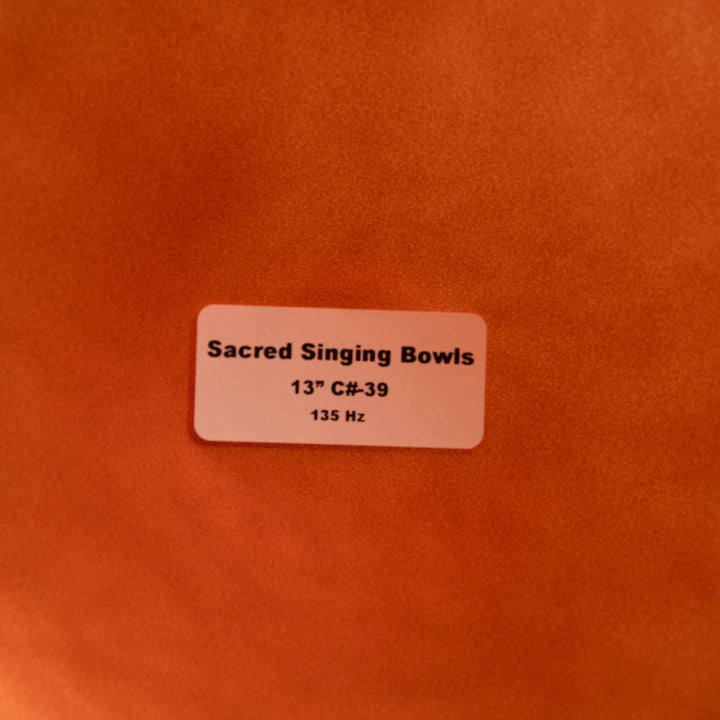 Sacred Singing Bowls
13” C#-39
135 Hz